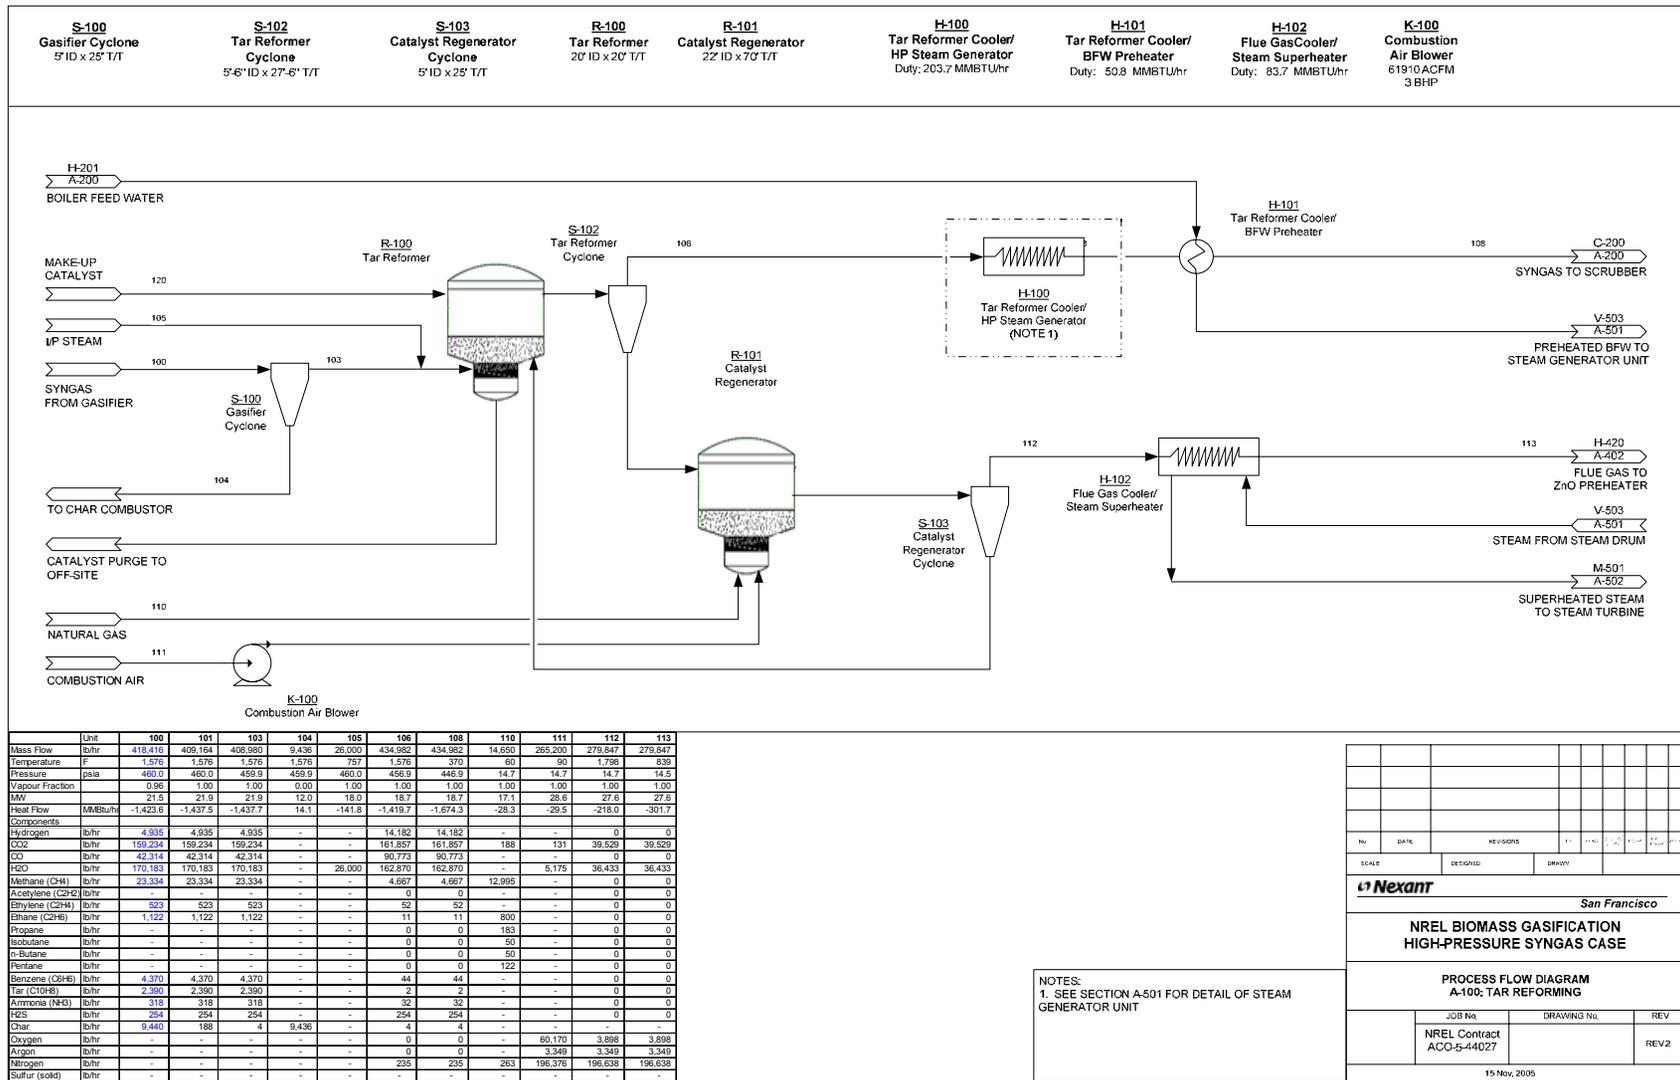 S-100
Gasifier Cyclone
5' ID x 25' T/T
S-102
Tar Reformer
Cyclone
5'-6" ID x 27'-6" T/T
S-103
Catalyst Regenerator
Cyclone
5' ID x 25' T/T
R-100
Tar Reformer
20' ID x 20' T/T
R-101
Catalyst Regenerator
22' ID x 70' T/T
H-100
Tar Reformer Cooler/
HP Steam Generator
Duty: 203.7 MMBTU/hr
H-101
Tar Reformer Cooler/
BFW Preheater
Duty: 50.8 MMBTU/hr
H-102
Flue GasCooler/
Steam Superheater
Duty: 83.7 MMBTU/hr
K-100
Combustion
Air Blower
61910 ACFM
3 BHP
H-201
A-200
BOILER FEED WATER
MAKE-UP
CATALYST
120
I/P STEAM
105
SYNGAS
FROM GASIFIER
100
103
S-100
Gasifier
Cyclone
104
TO CHAR COMBUSTOR
CATALYST PURGE TO
OFF-SITE
110
NATURAL GAS
111
COMBUSTION AIR
K-100
Combustion Air Blower
R-100
Tar Reformer
S-102
Tar Reformer
Cyclone
106
R-101
Catalyst
Regenerator
H-100
Tar Reformer Cooler/
HP Steam Generator
(NOTE 1)
H-101
Tar Reformer Cooler/
BFW Preheater
108
C-200
A-200
SYNGAS TO SCRUBBER
V-503
A-501
PREHEATED BFW TO
STEAM GENERATOR UNIT
S-103
Catalyst
Regenerator
Cyclone
112
H-102
Flue Gas Cooler/
Steam Superheater
113
H-420
A-402
FLUE GAS TO
ZnO PREHEATER
V-503
A-501
STEAM FROM STEAM DRUM
M-501
A-502
SUPERHEATED STEAM
TO STEAM TURBINE
Unit 100 101 103 104 105 106 108 110 111 112 113
Mass Flow lb/hr 418,416 409,164 408,980 9,436 26,000 434,982 434,982 14,650 265,200 279,847 279,847
Temperature F 1,576 1,576 1,576 1,576 757 1,576 370 60 90 1,798 839
Pressure psia 460.0 460.0 459.9 459.9 460.0 456.9 446.9 14.7 14.7 14.7 14.5
Vapour Fraction 0.96 1.00 1.00 0.00 1.00 1.00 1.00 1.00 1.00 1.00 1.00
MW 21.5 21.9 21.9 12.0 18.0 18.7 18.7 17.1 28.6 27.6 27.6
Heat Flow MMBtu/hr -1,423.6 -1,437.5 -1,437.7 14.1 -141.8 -1,419.7 -1,674.3 -28.3 -29.5 -218.0 -301.7
Components
Hydrogen lb/hr 4,935 4,935 4,935 - - 14,182 14,182 - - 0 0
CO2 lb/hr 159,234 159,234 159,234 - - 161,857 161,857 188 131 39,529 39,529
CO lb/hr 42,314 42,314 42,314 - - 90,773 90,773 - - 0 0
H2O lb/hr 170,183 170,183 170,183 - 26,000 162,870 162,870 - 5,175 36,433 36,433
Methane (CH4) lb/hr 23,334 23,334 23,334 - - 4,667 4,667 12,995 - 0 0
Acetylene (C2H2) lb/hr - - - - - 0 0 - - 0 0
Ethylene (C2H4) lb/hr 523 523 523 - - 52 52 - - 0 0
Ethane (C2H6) lb/hr 1,122 1,122 1,122 - - 11 11 800 - 0 0
Propane lb/hr - - - - - 0 0 183 - 0 0
Isobutane lb/hr - - - - - 0 0 50 - 0 0
n-Butane lb/hr - - - - - 0 0 50 - 0 0
Pentane lb/hr - - - - - 0 0 122 - 0 0
Benzene (C6H6) lb/hr 4,370 4,370 4,370 - - 44 44 - - 0 0
Tar (C10H8) lb/hr 2,390 2,390 2,390 - - 2 2 - - 0 0
Ammonia (NH3) lb/hr 318 318 318 - - 32 32 - - 0 0
H2S lb/hr 254 254 254 - - 254 254 - - 0 0
Char lb/hr 9,440 188 4 9,436 - 4 4 - - - -
Oxygen lb/hr - - - - - 0 0 - 60,170 3,898 3,898
Argon lb/hr - - - - - 0 0 - 3,349 3,349 3,349
Nitrogen lb/hr - - - - - 235 235 263 196,376 196,638 196,638
Sulfur (solid) lb/hr - - - - - - - - - - -
NOTES:
1. SEE SECTION A-501 FOR DETAIL OF STEAM
GENERATOR UNIT
No DATE REVISIONS
SCALE DESIGNED DRAWN
Nexant
San Francisco
NREL BIOMASS GASIFICATION
HIGH-PRESSURE SYNGAS CASE
PROCESS FLOW DIAGRAM
A-100: TAR REFORMING
JOB No. DRAWING No. REV
NREL Contract
ACO-5-44027
REV2
15 Nov, 2005